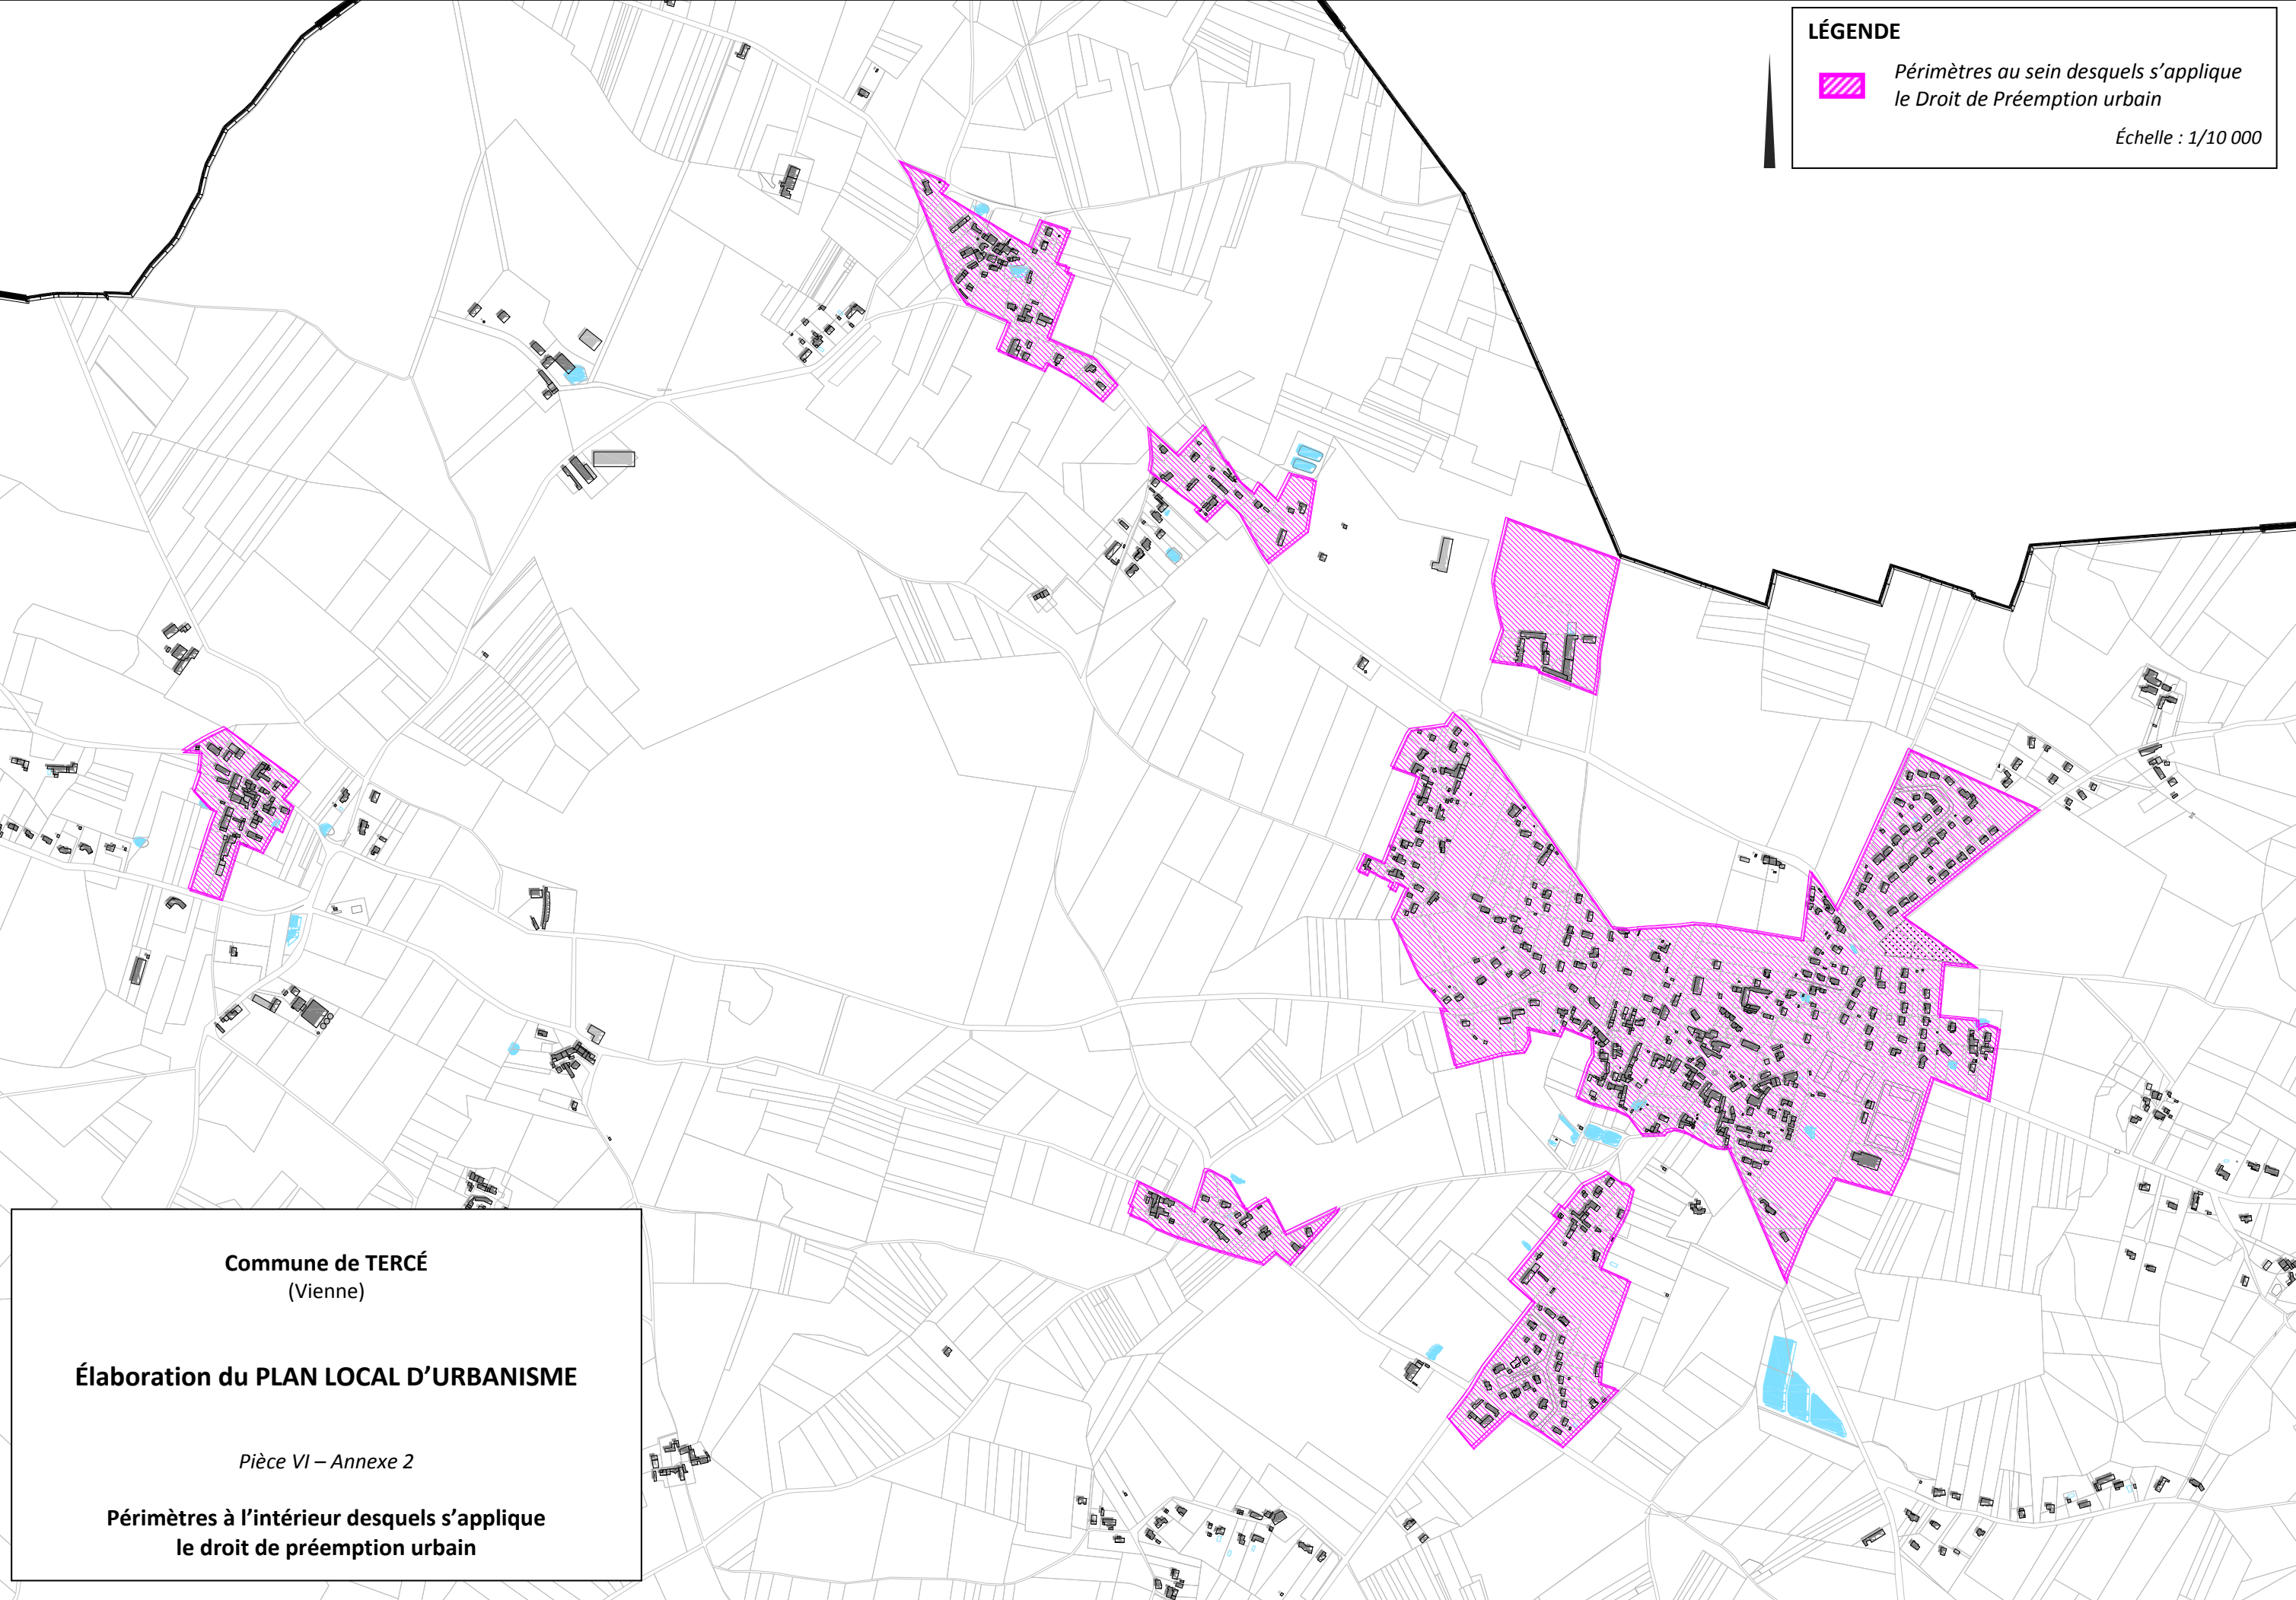 LÉGENDE
Périmètres au sein desquels s’applique
le Droit de Préemption urbain
Échelle : 1/10 000
Commune de TERCÉ
(Vienne)
Élaboration du PLAN LOCAL D’URBANISME
Pièce VI – Annexe 2
Périmètres à l’intérieur desquels s’applique
le droit de préemption urbain